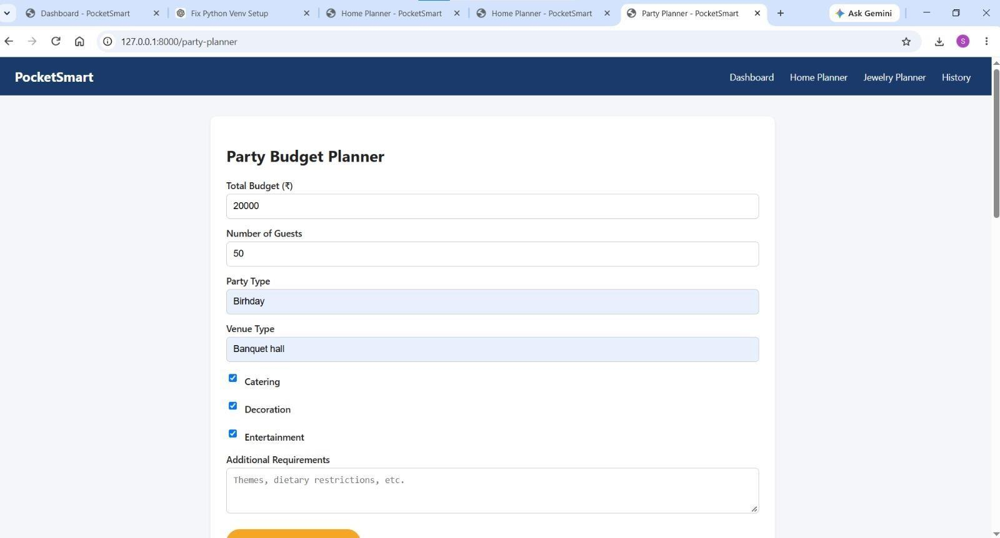 Dashboard - PocketSmart
Fix Python Venv Setup
Home Planner - PocketSmart
Home Planner - PocketSmart
Party Planner - PocketSmart
Ask Gemini
127.0.0.1:8000/party-planner
S
PocketSmart
Dashboard
Home Planner
Jewelry Planner
History
Party Budget Planner
Total Budget (₹)
20000
Number of Guests
50
Party Type
Birhday
Venue Type
Banquet hall
Catering
Decoration
Entertainment
Additional Requirements
Themes, dietary restrictions, etc.